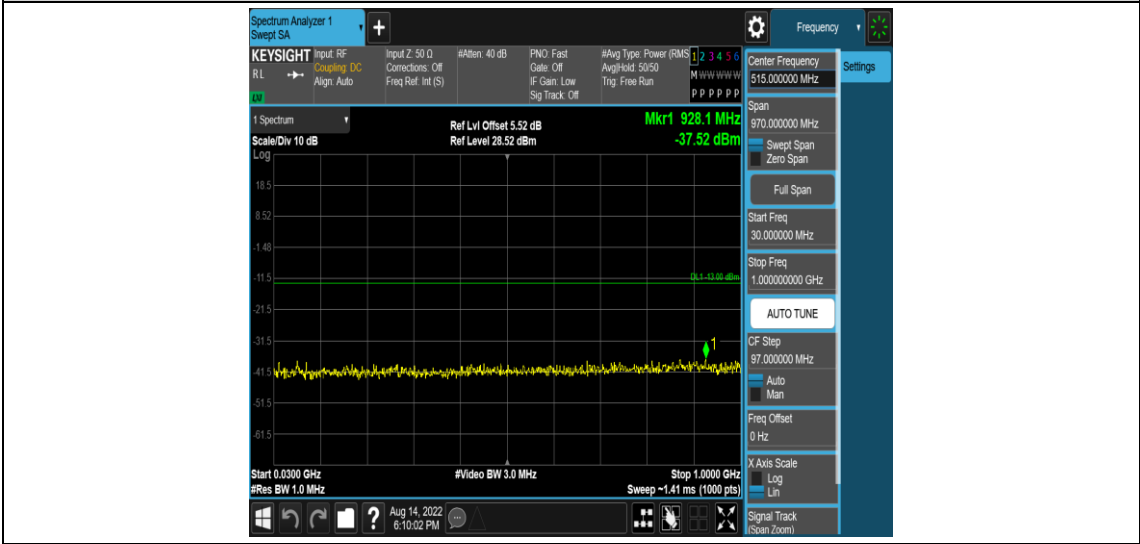 Spectrum Analyzer 1
Swept SA
Frequency
KEYSIGHT
RL
Input: RF
Coupling: DC
Align: Auto
Input Z: 50 Ω
Corrections: Off
Freq Ref: Int (S)
#Atten: 40 dB
PNO: Fast
Gate: Off
IF Gain: Low
Sig Track: Off
#Avg Type: Power (RMS
Avg|Hold: 50/50
Trig: Free Run
1 2 3 4 5 6
M W W W W W
P P P P P P
1 Spectrum
Scale/Div 10 dB
Log
Ref Lvl Offset 5.52 dB
Ref Level 28.52 dBm
Mkr1 928.1 MHz
-37.52 dBm
18.5
8.52
-1.48
-11.5
-21.5
-31.5
-41.5
-51.5
-61.5
DL1 -13.00 dBm
1
Start 0.0300 GHz
#Res BW 1.0 MHz
#Video BW 3.0 MHz
Stop 1.0000 GHz
Sweep ~1.41 ms (1000 pts)
Aug 14, 2022
6:10:02 PM
Center Frequency
515.000000 MHz
Settings
Span
970.000000 MHz
Swept Span
Zero Span
Full Span
Start Freq
30.000000 MHz
Stop Freq
1.000000000 GHz
AUTO TUNE
CF Step
97.000000 MHz
Auto
Man
Freq Offset
0 Hz
X Axis Scale
Log
Lin
Signal Track
(Span Zoom)